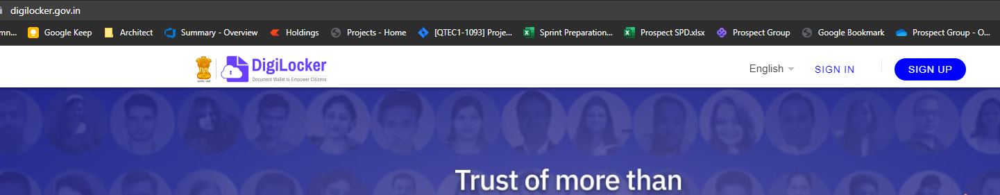 digilocker.gov.in
mn... Google Keep Architect Summary - Overview Holdings Projects - Home [QTEC1-1093] Proje... Sprint Preparation... Prospect SPD.xlsx Prospect Group Google Bookmark Prospect Group - O...
DigiLocker
Document Wallet to Empower Citizens
English SIGN IN SIGN UP
Trust of more than